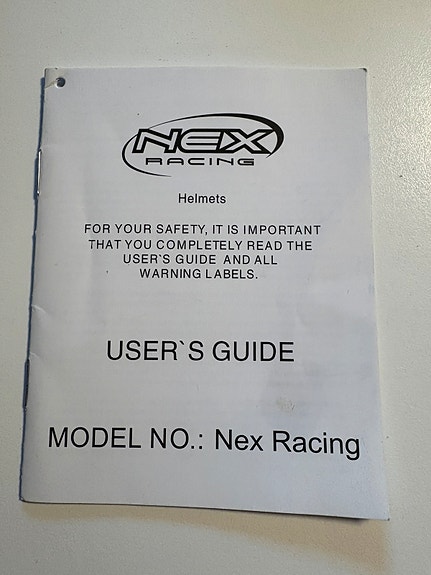 NEX
RACING
Helmets
FOR YOUR SAFETY, IT IS IMPORTANT
THAT YOU COMPLETELY READ THE
USER`S GUIDE AND ALL
WARNING LABELS.
USER`S GUIDE
MODEL NO.: Nex Racing